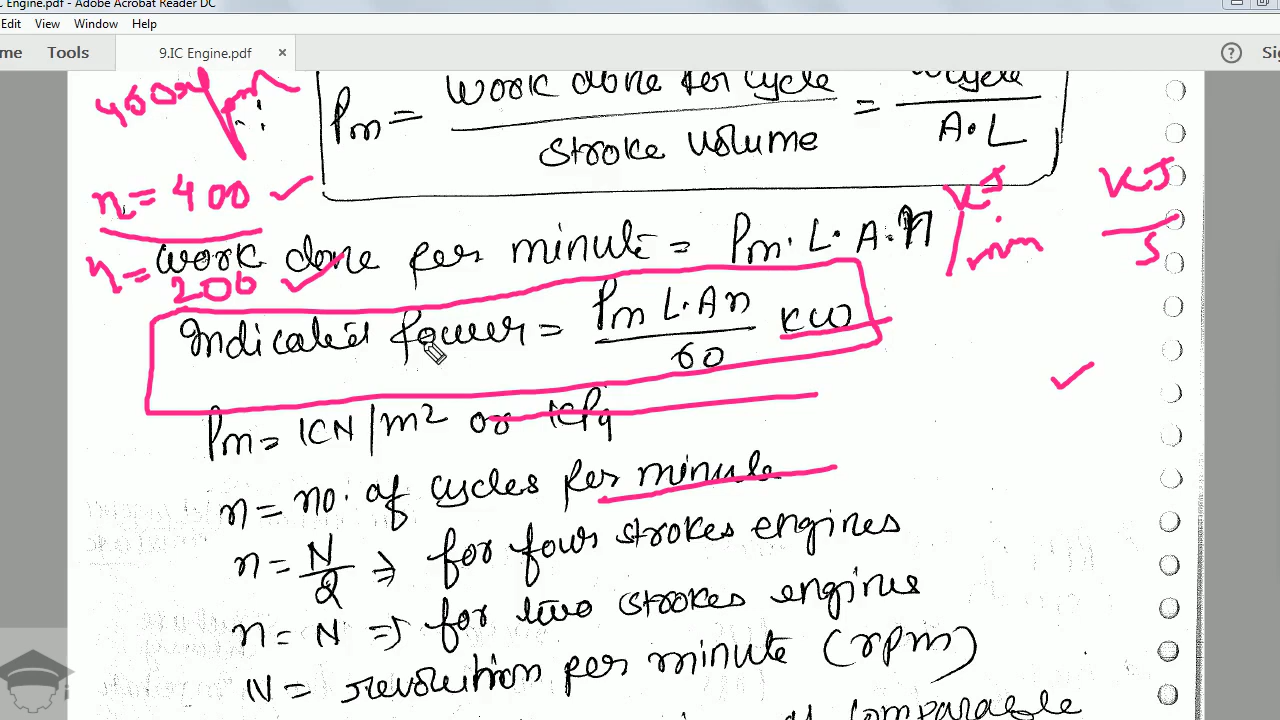 IC Engine.pdf - Adobe Acrobat Reader DC
Edit View Window Help
Tools 9.IC Engine.pdf ×
400 rpm
Pm = work done per cycle / stroke volume = Wcycle / A·L
n = 400 ✓
work done per minute = Pm·L·A·n KJ/min KJ/s
n = 200 ✓
Indicated power = Pm L·A n / 60 KW
Pm = KN/m² or KPa
n = no. of cycles per minute
n = N/2 ⇒ for four strokes engines
n = N ⇒ for two strokes engines
N = revolution per minute (rpm)
comparable